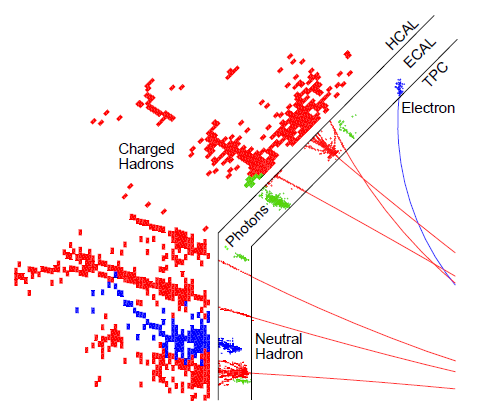 HCAL
ECAL
TPC
Electron
Charged
Hadrons
Photons
Neutral
Hadron